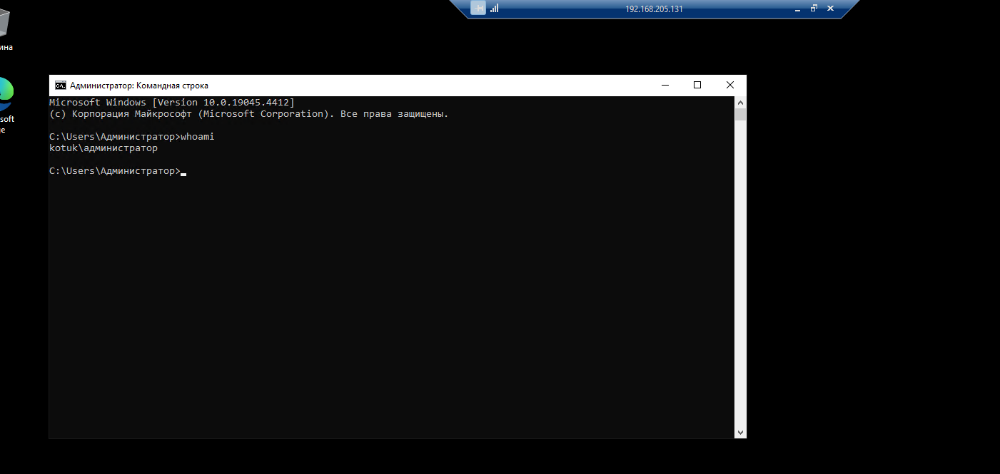 192.168.205.131
ина
soft
e
Администратор: Командная строка
Microsoft Windows [Version 10.0.19045.4412]
(c) Корпорация Майкрософт (Microsoft Corporation). Все права защищены.
C:\Users\Администратор>whoami
kotuk\администратор
C:\Users\Администратор>